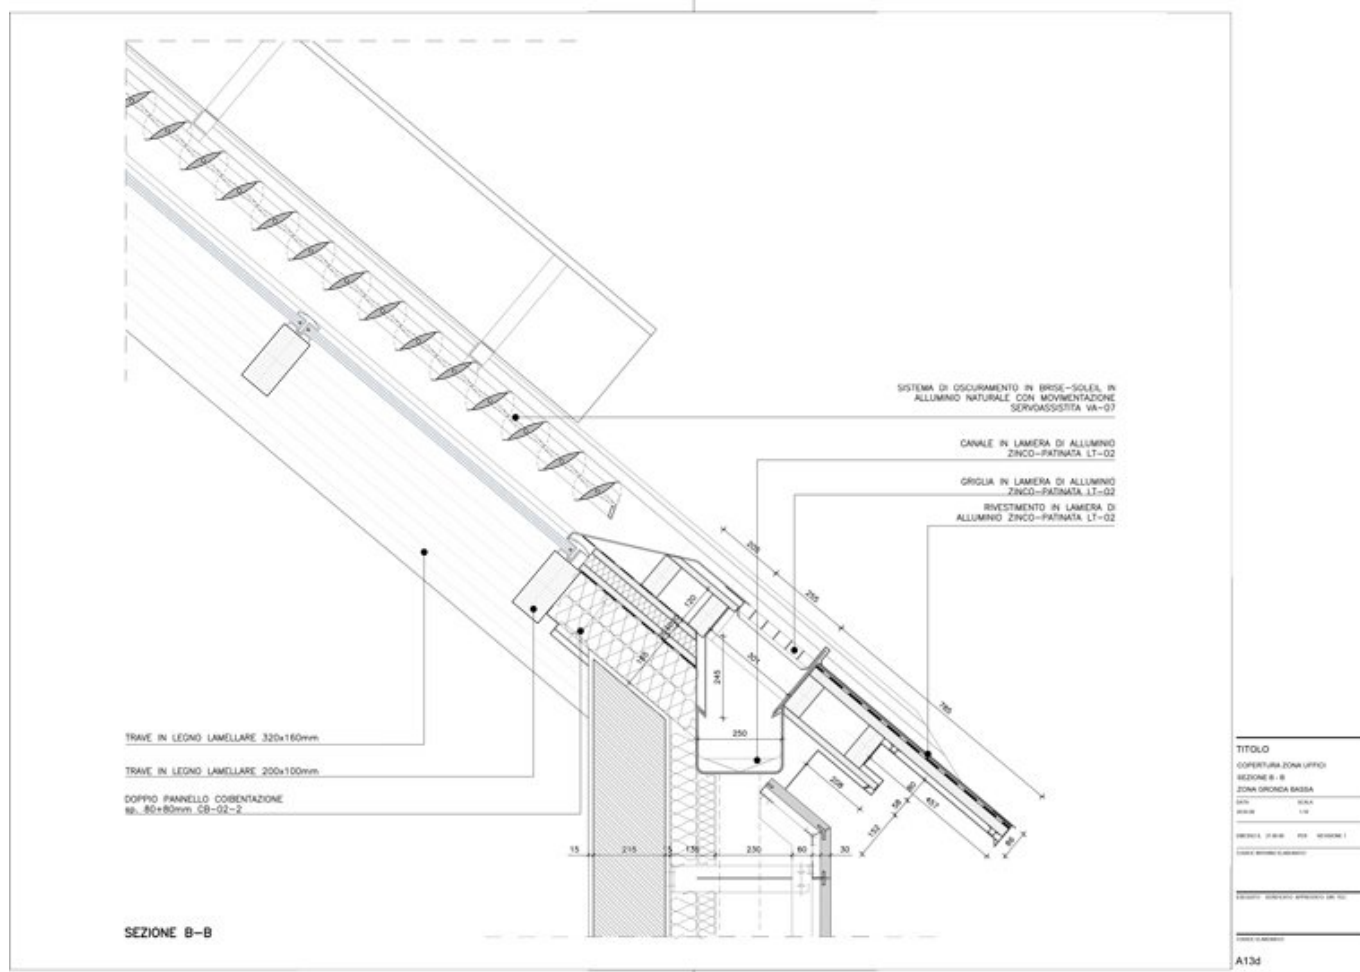 SISTEMA DI OSCURAMENTO IN BRISE-SOLEIL IN
ALLUMINIO NATURALE CON MOVIMENTAZIONE
SERVOASSISTITA VA-07
CANALE IN LAMIERA DI ALLUMINIO
ZINCO-PATINATA LT-02
GRIGLIA IN LAMIERA DI ALLUMINIO
ZINCO-PATINATA LT-02
RIVESTIMENTO IN LAMIERA DI
ALLUMINIO ZINCO-PATINATA LT-02
205
255
785
120
301
185
245
250
208
80
457
58
152
86
TRAVE IN LEGNO LAMELLARE 320x160mm
TRAVE IN LEGNO LAMELLARE 200x100mm
DOPPIO PANNELLO COIBENTAZIONE
sp. 80+80mm CB-02-2
15 215 5 135 230 60 30
SEZIONE B-B
TITOLO
COPERTURA ZONA UFFICI
SEZIONE B - B
ZONA GRONDA BASSA
DATA SCALA
A13d